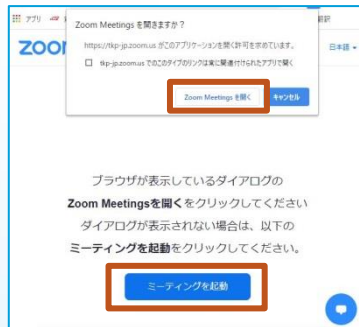 アプリ
Zoom Meetings を開きますか？
https://tkp-jp.zoom.us がこのアプリケーションを開く許可を求めています。
tkp-jp.zoom.us でのこのタイプのリンクは常に関連付けられたアプリで開く
Zoom Meetings を開く キャンセル
翻訳
ZOO
日本語
ブラウザが表示しているダイアログの
Zoom Meetingsを開くをクリックしてください
ダイアログが表示されない場合は、以下の
ミーティングを起動をクリックしてください。
ミーティングを起動